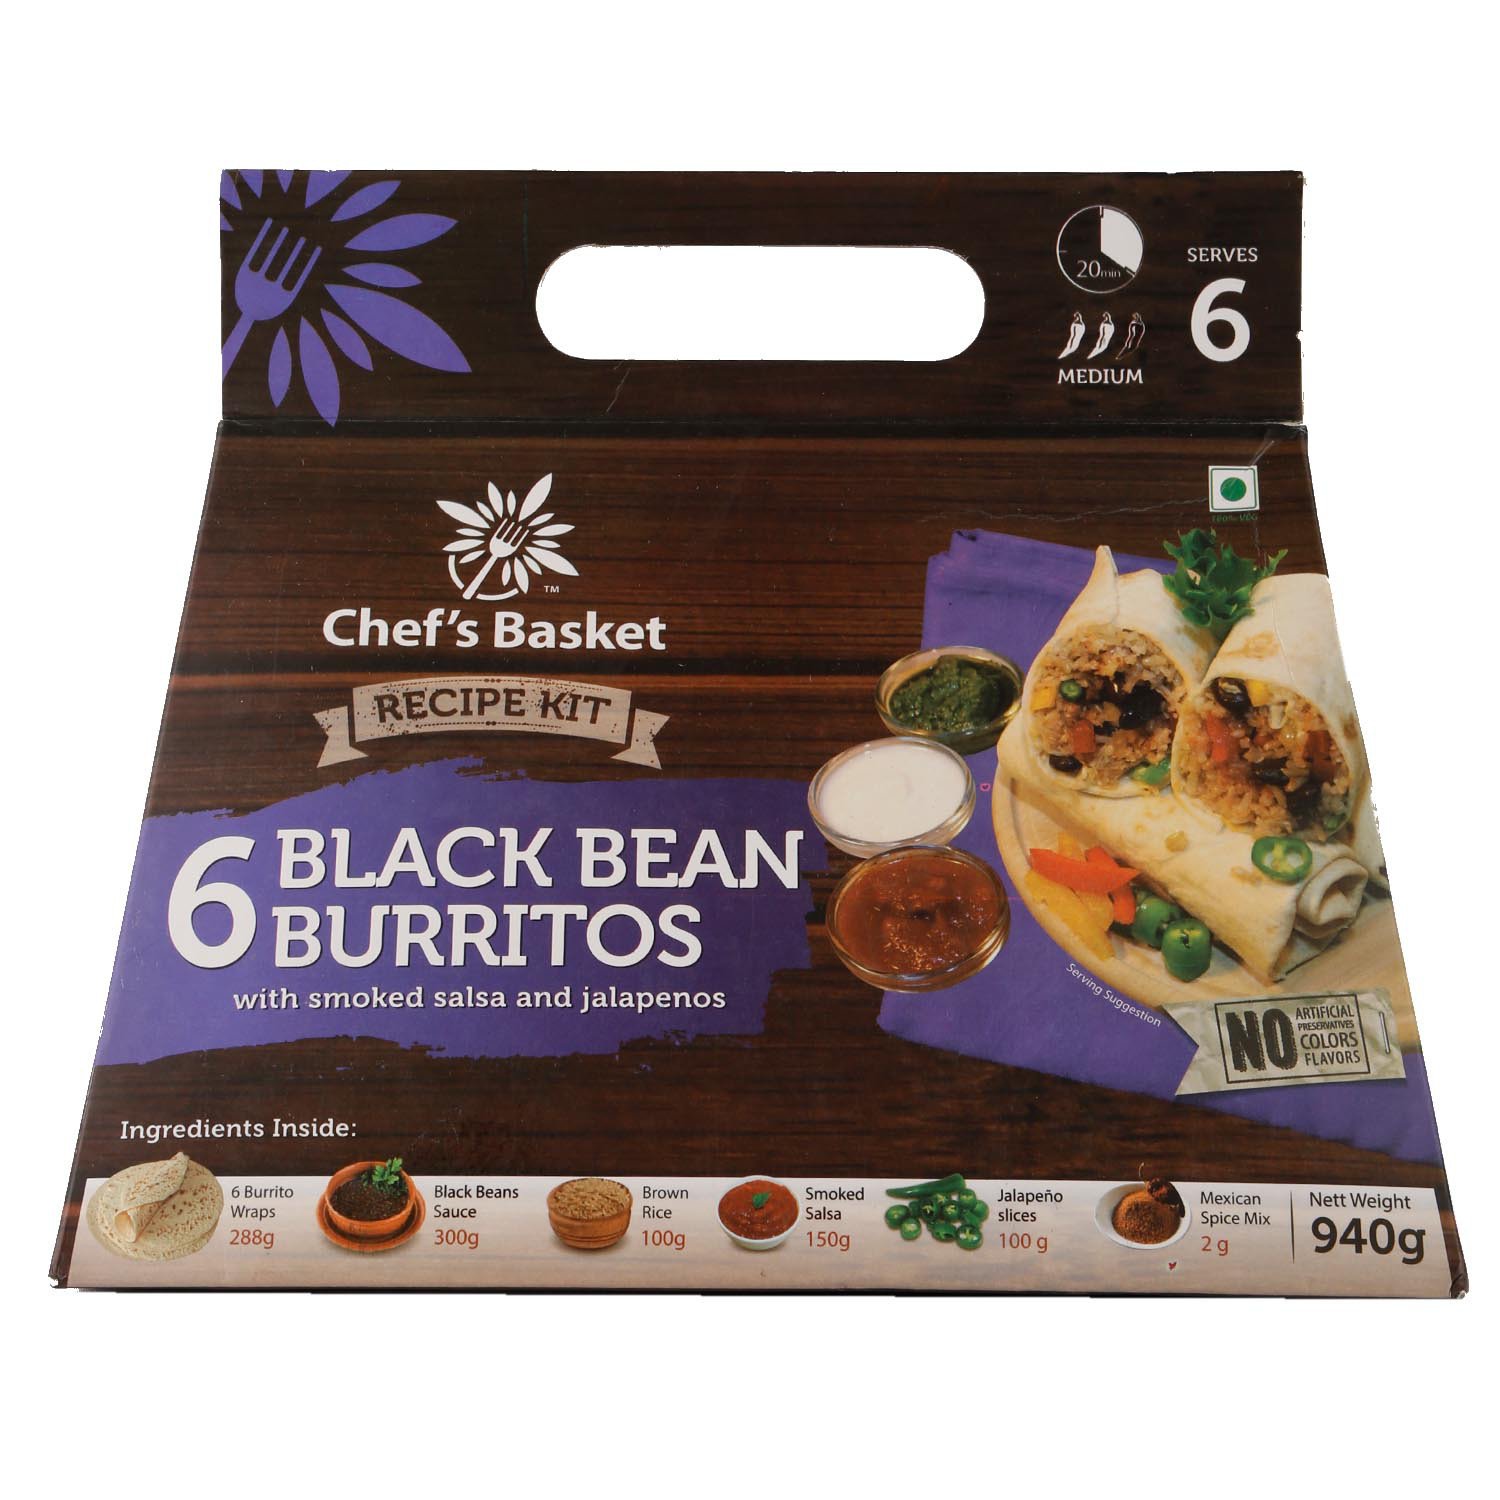 20min
SERVES
6
MEDIUM
100% VEG
TM
Chef's Basket
RECIPE KIT
6 BLACK BEAN
BURRITOS
with smoked salsa and jalapenos
Serving Suggestion
NO ARTIFICIAL
PRESERVATIVES
COLORS
FLAVORS
Ingredients Inside:
6 Burrito
Wraps
288g
Black Beans
Sauce
300g
Brown
Rice
100g
Smoked
Salsa
150g
Jalapeño
slices
100 g
Mexican
Spice Mix
2 g
Nett Weight
940g